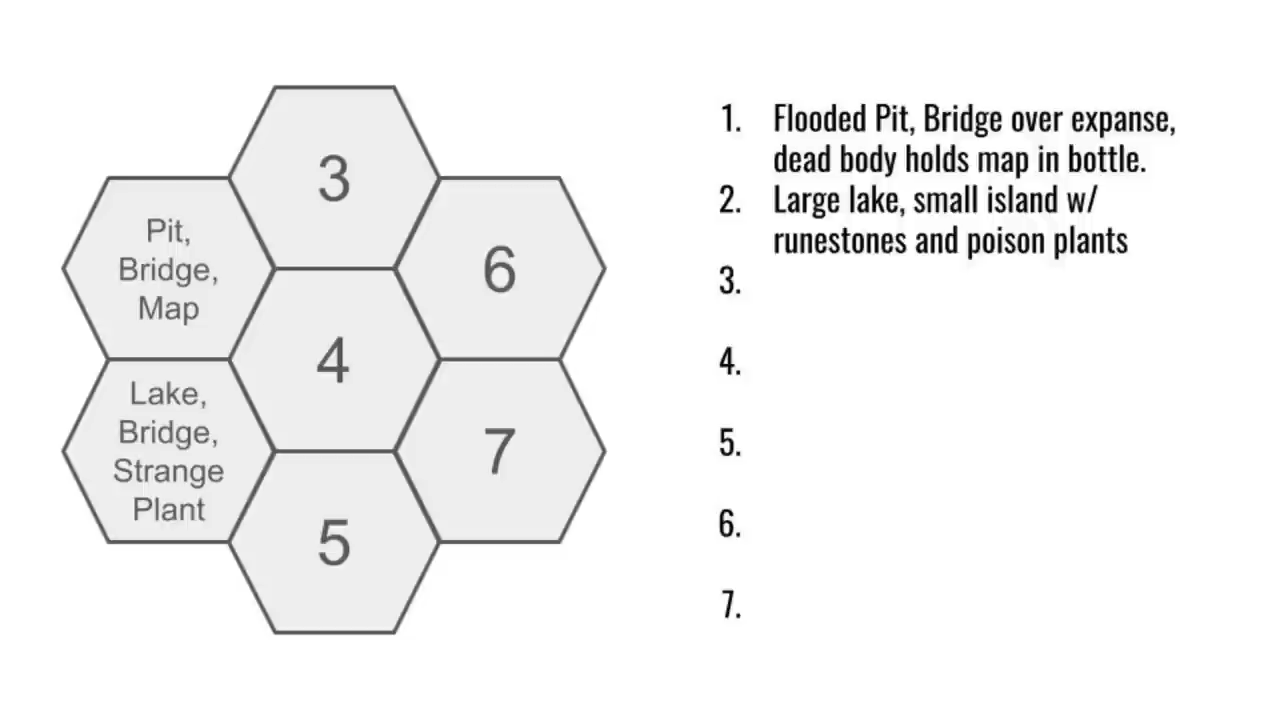 3
Pit,
Bridge,
Map
6
4
Lake,
Bridge,
Strange
Plant
7
5
1. Flooded Pit, Bridge over expanse,
dead body holds map in bottle.
2. Large lake, small island w/
runestones and poison plants
3.
4.
5.
6.
7.